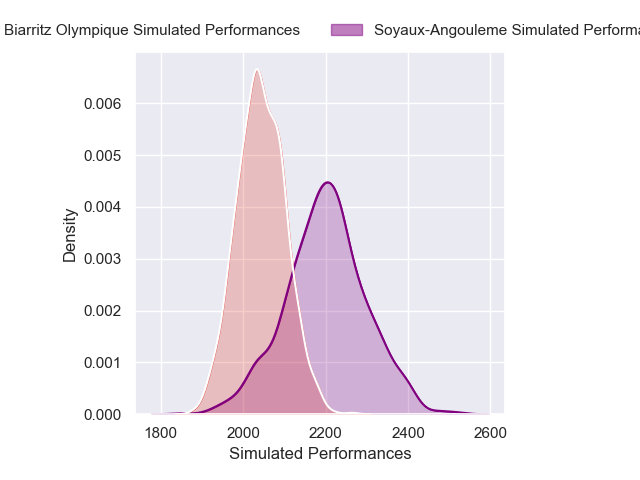 Biarritz Olympique Simulated Performances
Soyaux-Angouleme Simulated Performa
0.006
0.005
0.004
0.003
0.002
0.001
0.000
Density
1800 2000 2200 2400 2600
Simulated Performances